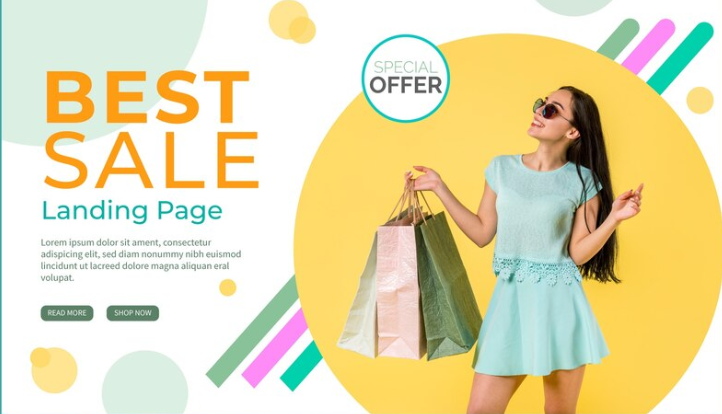 BEST
SALE
Landing Page
Lorem ipsum dolor sit ament, consectetur
adipiscing elit, sed diam nonummy nibh euismod
lincidunt ut lacreed dolore magna aliquan eral
volupat.
READ MORE
SHOP NOW
SPECIAL
OFFER